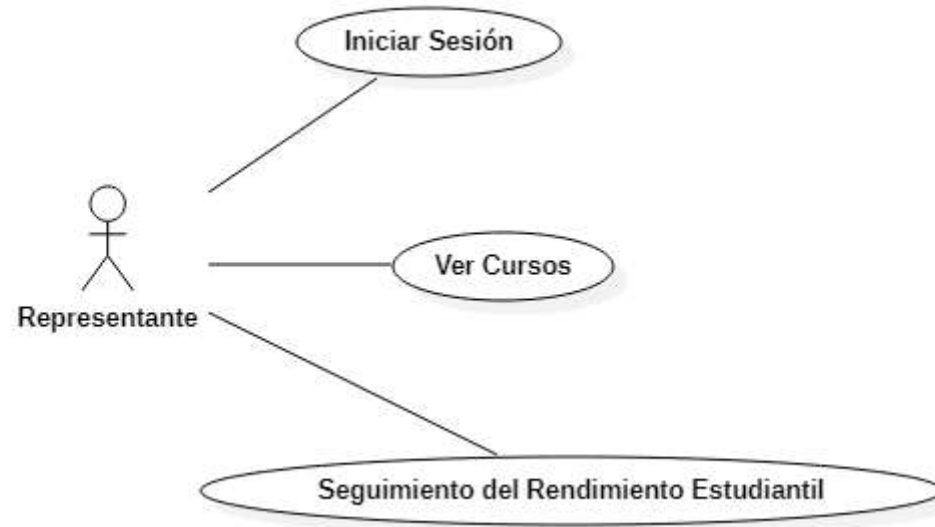 Iniciar Sesión
Ver Cursos
Representante
Seguimiento del Rendimiento Estudiantil